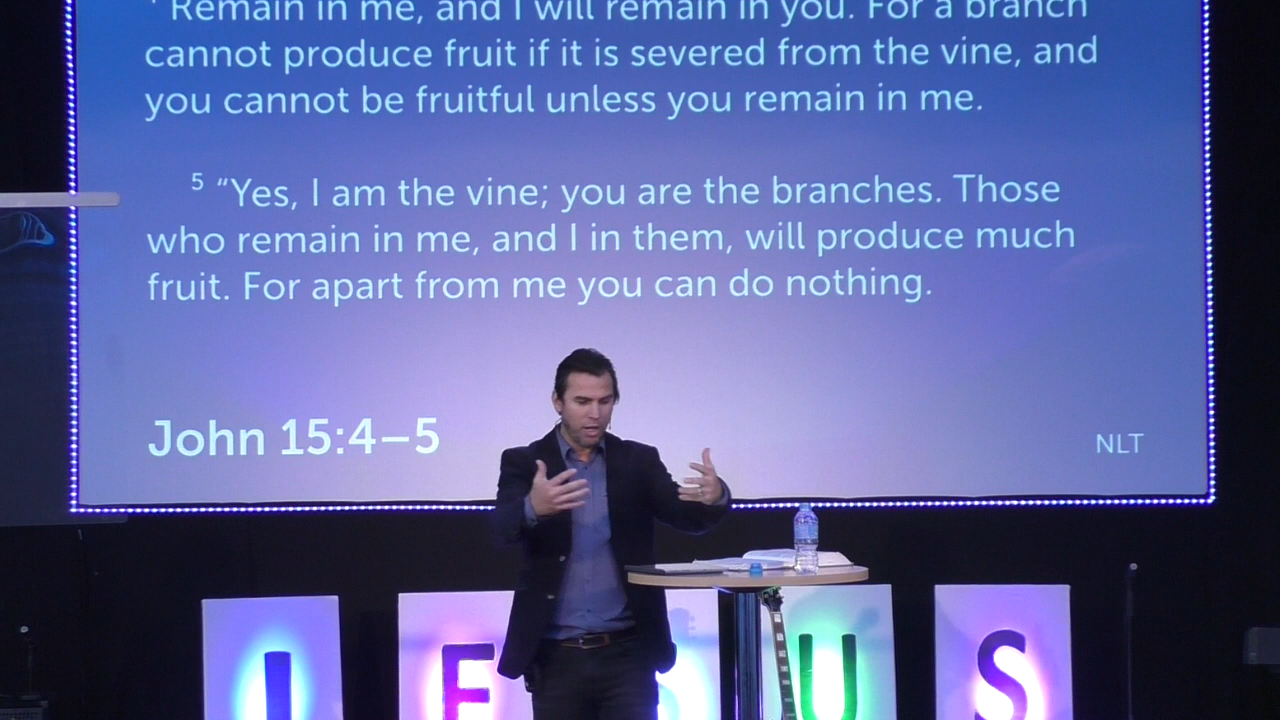 4 Remain in me, and I will remain in you. For a branch
cannot produce fruit if it is severed from the vine, and
you cannot be fruitful unless you remain in me.
5 “Yes, I am the vine; you are the branches. Those
who remain in me, and I in them, will produce much
fruit. For apart from me you can do nothing.
John 15:4–5
NLT
J E S U S